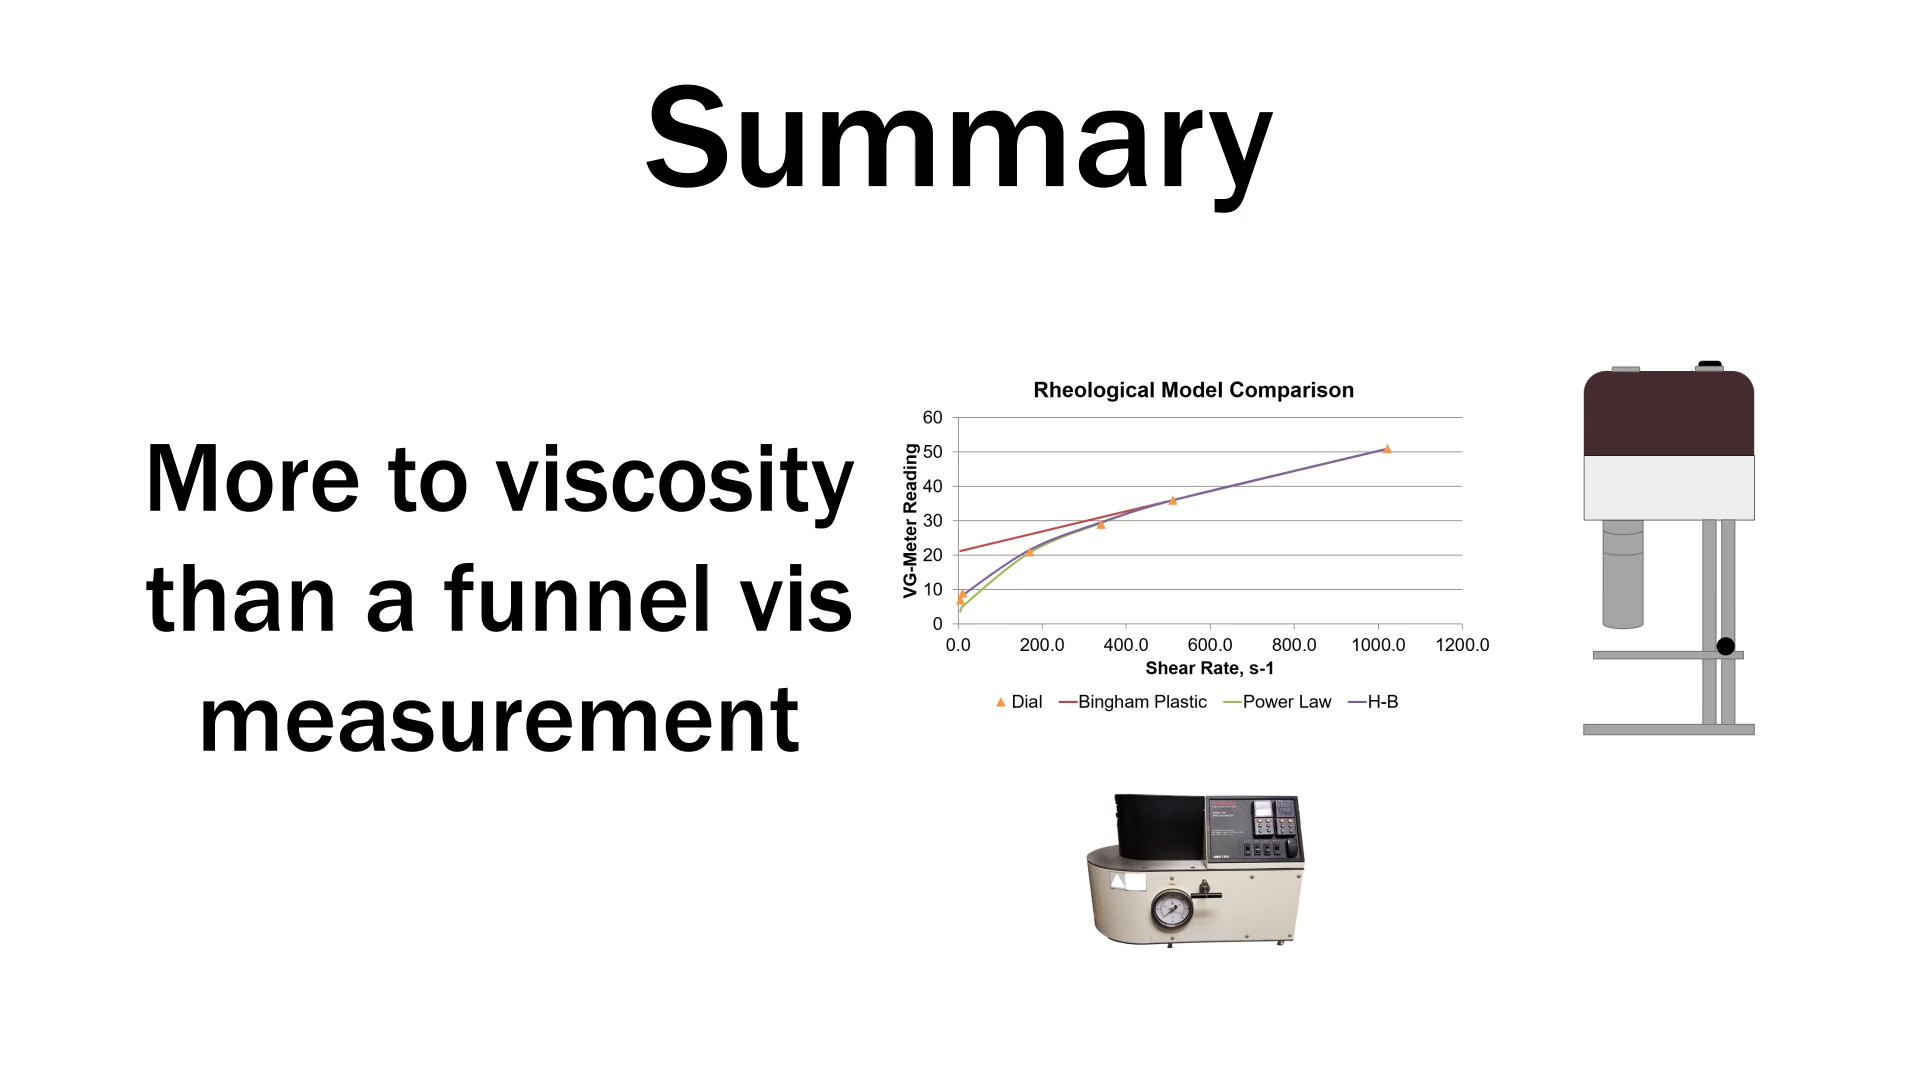 Summary
More to viscosity
than a funnel vis
measurement
Rheological Model Comparison
VG-Meter Reading
60
50
40
30
20
10
0
0.0 200.0 400.0 600.0 800.0 1000.0 1200.0
Shear Rate, s-1
Dial Bingham Plastic Power Law H-B